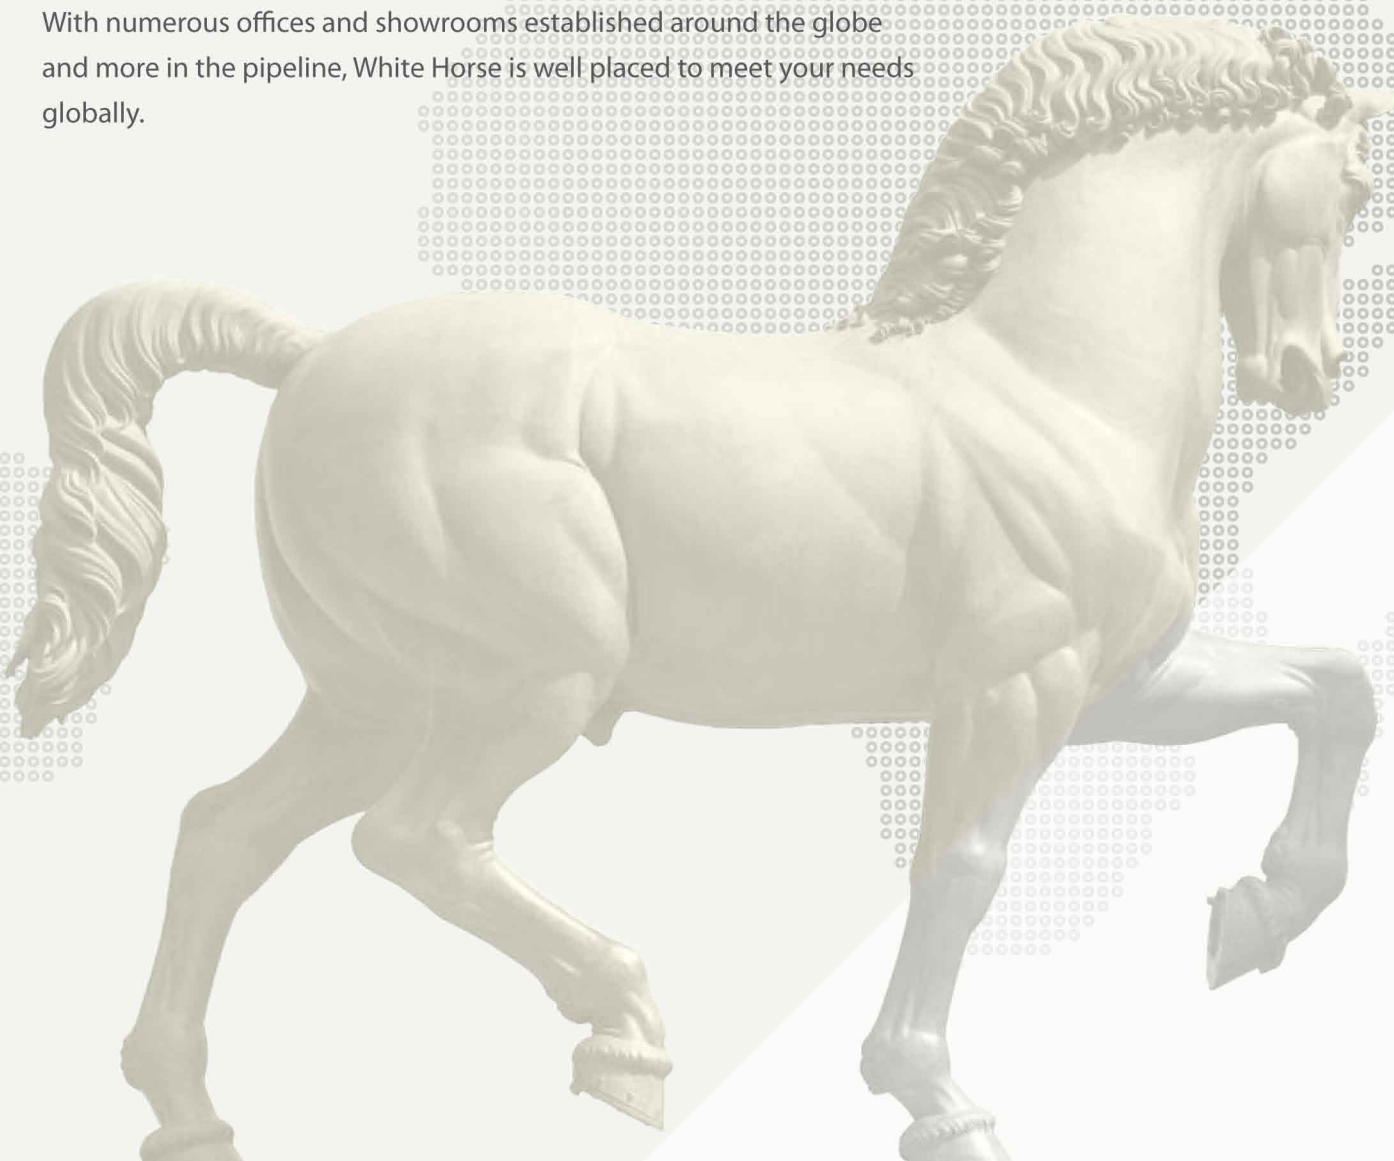 With numerous offices and showrooms established around the globe
and more in the pipeline, White Horse is well placed to meet your needs
globally.